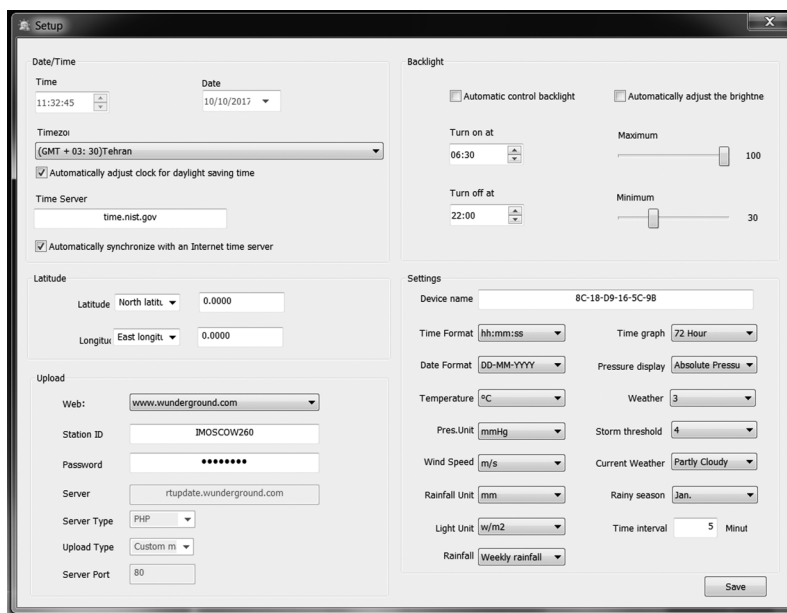 Setup
X
Date/Time
Time
Date
11:32:45
10/10/2017
Timezor
(GMT + 03: 30)Tehran
Automatically adjust clock for daylight saving time
Time Server
time.nist.gov
Automatically synchronize with an Internet time server
Latitude
Latitude North latitu 0.0000
Longituc East longitu 0.0000
Upload
Web: www.wunderground.com
Station ID IMOSCOW260
Password ••••••••
Server rtupdate.wunderground.com
Server Type PHP
Upload Type Custom m
Server Port 80
Backlight
Automatic control backlight
Automatically adjust the brightne
Turn on at
Maximum
06:30
100
Turn off at
Minimum
22:00
30
Settings
Device name 8C-18-D9-16-5C-9B
Time Format hh:mm:ss Time graph 72 Hour
Date Format DD-MM-YYYY Pressure display Absolute Pressu
Temperature ºC Weather 3
Pres.Unit mmHg Storm threshold 4
Wind Speed m/s Current Weather Partly Cloudy
Rainfall Unit mm Rainy season Jan.
Light Unit w/m2 Time interval 5 Minut
Rainfall Weekly rainfall
Save